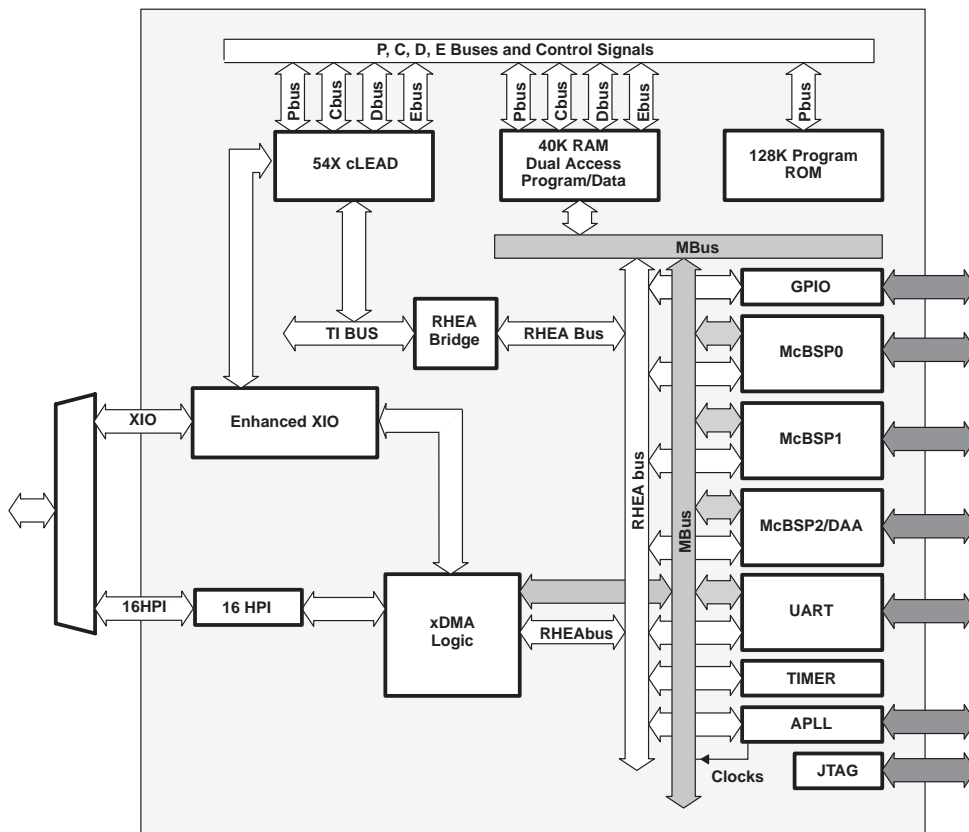 P, C, D, E Buses and Control Signals
Pbus
Cbus
Dbus
Ebus
Pbus
Cbus
Dbus
Ebus
Pbus
54X cLEAD
40K RAM
Dual Access
Program/Data
128K Program
ROM
MBus
GPIO
TI BUS
RHEA
Bridge
RHEA Bus
McBSP0
XIO
Enhanced XIO
McBSP1
RHEA bus
MBus
McBSP2/DAA
16HPI
16 HPI
xDMA
Logic
RHEAbus
UART
TIMER
APLL
Clocks
JTAG